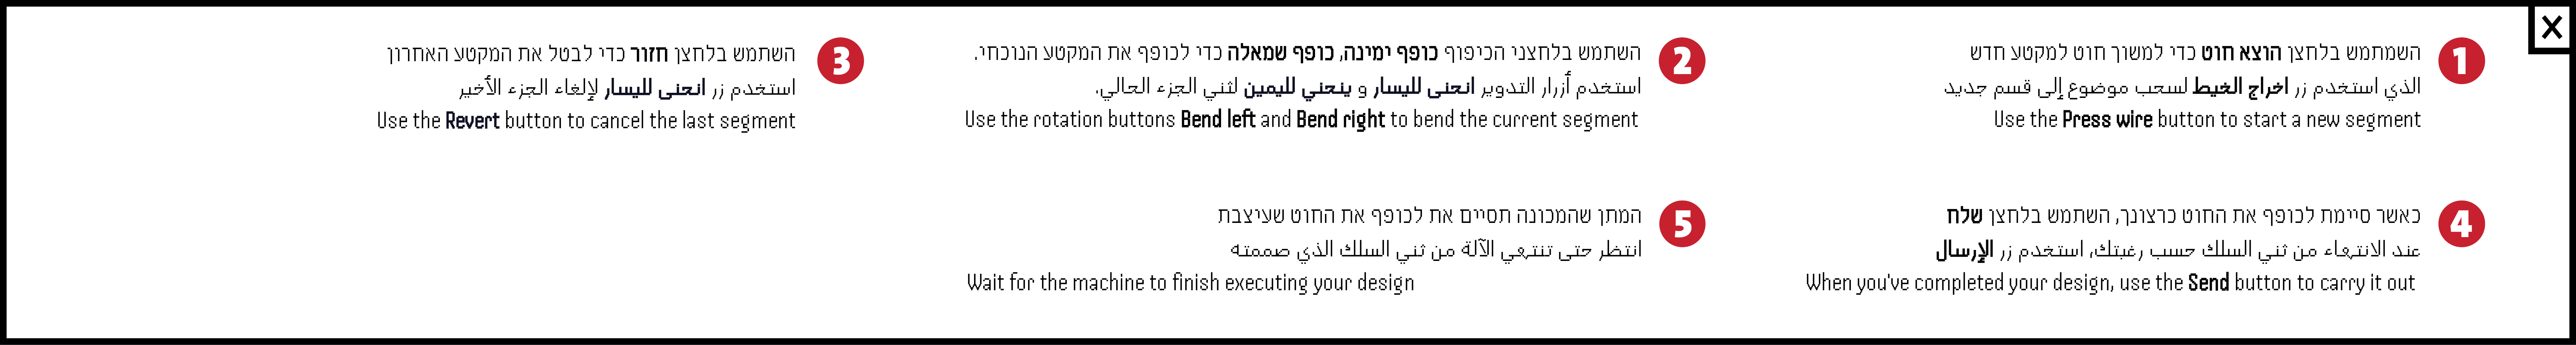 X
1
השמתמש בלחצן הוצא חוט כדי למשוך חוט למקטע חדש
الذي استخدم زر اخراج الخيط لسحب موضوع إلى قسم جديد
Use the Press wire button to start a new segment
2
השתמש בלחצני הכיפוף כופף ימינה, כופף שמאלה כדי לכופף את המקטע הנוכחי.
استخدم أزرار التدوير انحنى لليسار و ينحني لليمين لثني الجزء الحالي.
Use the rotation buttons Bend left and Bend right to bend the current segment
3
השתמש בלחצן חזור כדי לבטל את המקטע האחרון
استخدم زر انحنى لليسار لإلغاء الجزء الأخير
Use the Revert button to cancel the last segment
4
כאשר סיימת לכופף את החוט כרצונך, השתמש בלחצן שלח
عند الانتهاء من ثني السلك حسب رغبتك، استخدم زر الإرسال
When you've completed your design, use the Send button to carry it out
5
המתן שהמכונה תסיים את לכופף את החוט שעיצבת
انتظر حتى تنتهي الآلة من ثني السلك الذي صممته
Wait for the machine to finish executing your design